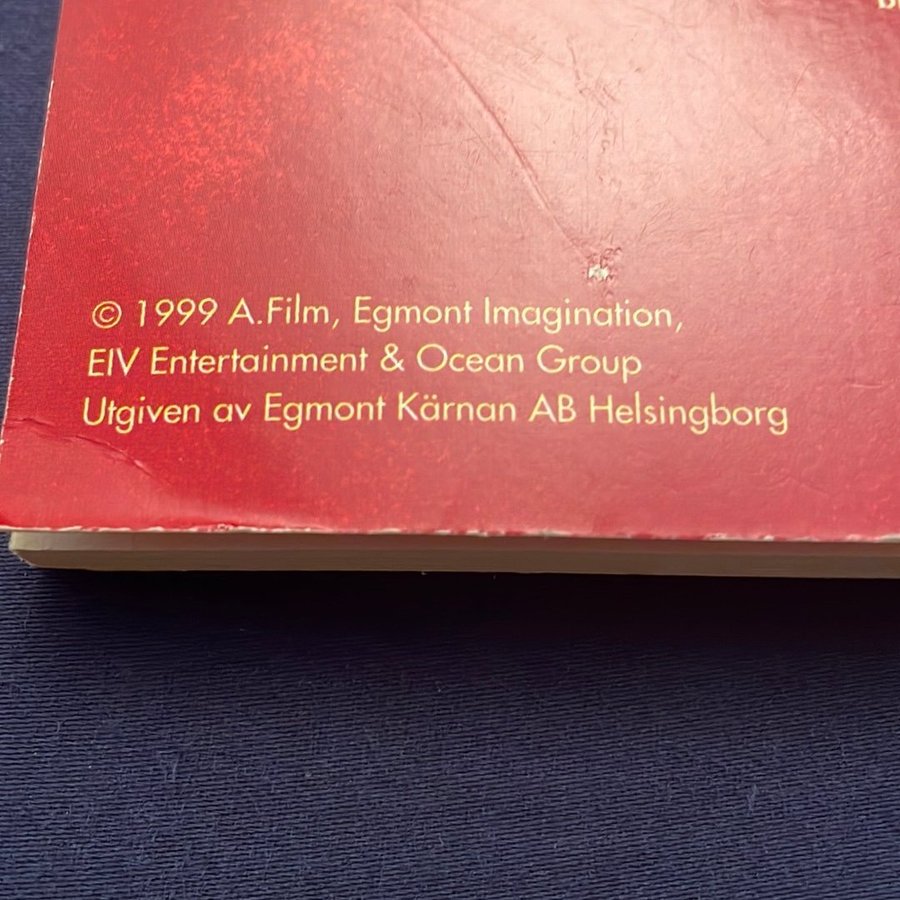 © 1999 A.Film, Egmont Imagination,
EIV Entertainment & Ocean Group
Utgiven av Egmont Kärnan AB Helsingborg